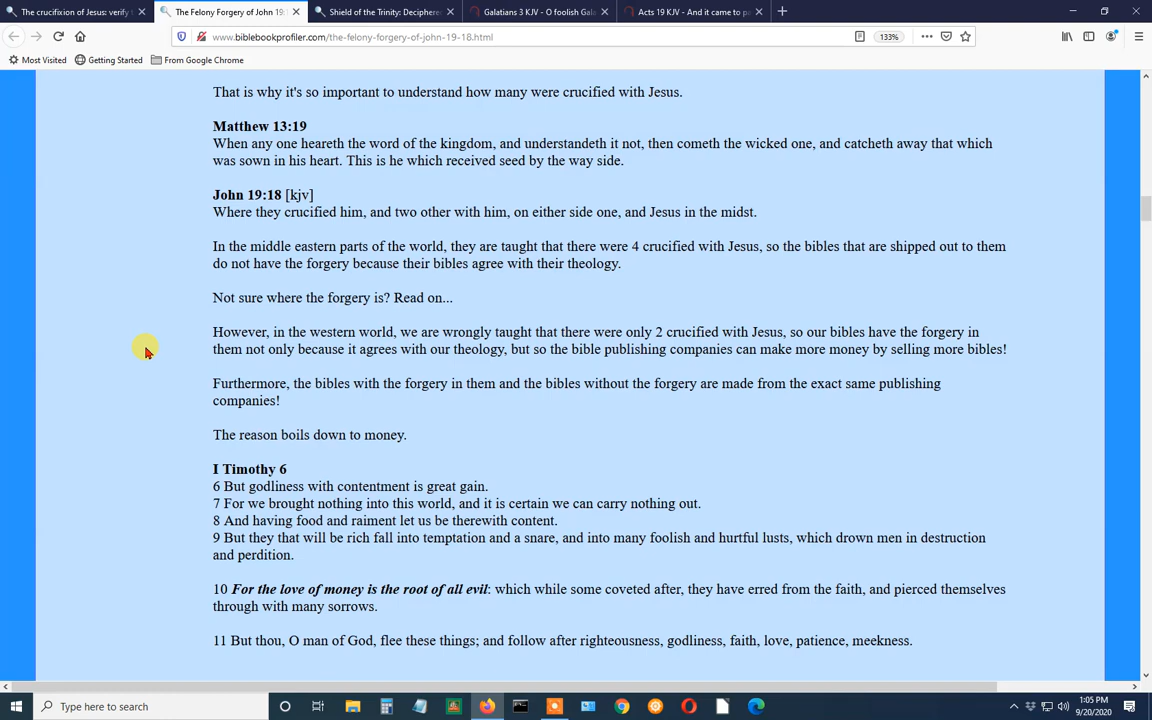 The crucifixion of Jesus: verify
The Felony Forgery of John 19:
Shield of the Trinity: Deciphere
Galatians 3 KJV - O foolish Gal
Acts 19 KJV - And it came to p
www.biblebookprofiler.com/the-felony-forgery-of-john-19-18.html
133%
Most Visited
Getting Started
From Google Chrome
That is why it's so important to understand how many were crucified with Jesus.
Matthew 13:19
When any one heareth the word of the kingdom, and understandeth it not, then cometh the wicked one, and catcheth away that which
was sown in his heart. This is he which received seed by the way side.
John 19:18 [kjv]
Where they crucified him, and two other with him, on either side one, and Jesus in the midst.
In the middle eastern parts of the world, they are taught that there were 4 crucified with Jesus, so the bibles that are shipped out to them
do not have the forgery because their bibles agree with their theology.
Not sure where the forgery is? Read on...
However, in the western world, we are wrongly taught that there were only 2 crucified with Jesus, so our bibles have the forgery in
them not only because it agrees with our theology, but so the bible publishing companies can make more money by selling more bibles!
Furthermore, the bibles with the forgery in them and the bibles without the forgery are made from the exact same publishing
companies!
The reason boils down to money.
I Timothy 6
6 But godliness with contentment is great gain.
7 For we brought nothing into this world, and it is certain we can carry nothing out.
8 And having food and raiment let us be therewith content.
9 But they that will be rich fall into temptation and a snare, and into many foolish and hurtful lusts, which drown men in destruction
and perdition.
10 For the love of money is the root of all evil: which while some coveted after, they have erred from the faith, and pierced themselves
through with many sorrows.
11 But thou, O man of God, flee these things; and follow after righteousness, godliness, faith, love, patience, meekness.
Type here to search
1:05 PM
9/20/2020